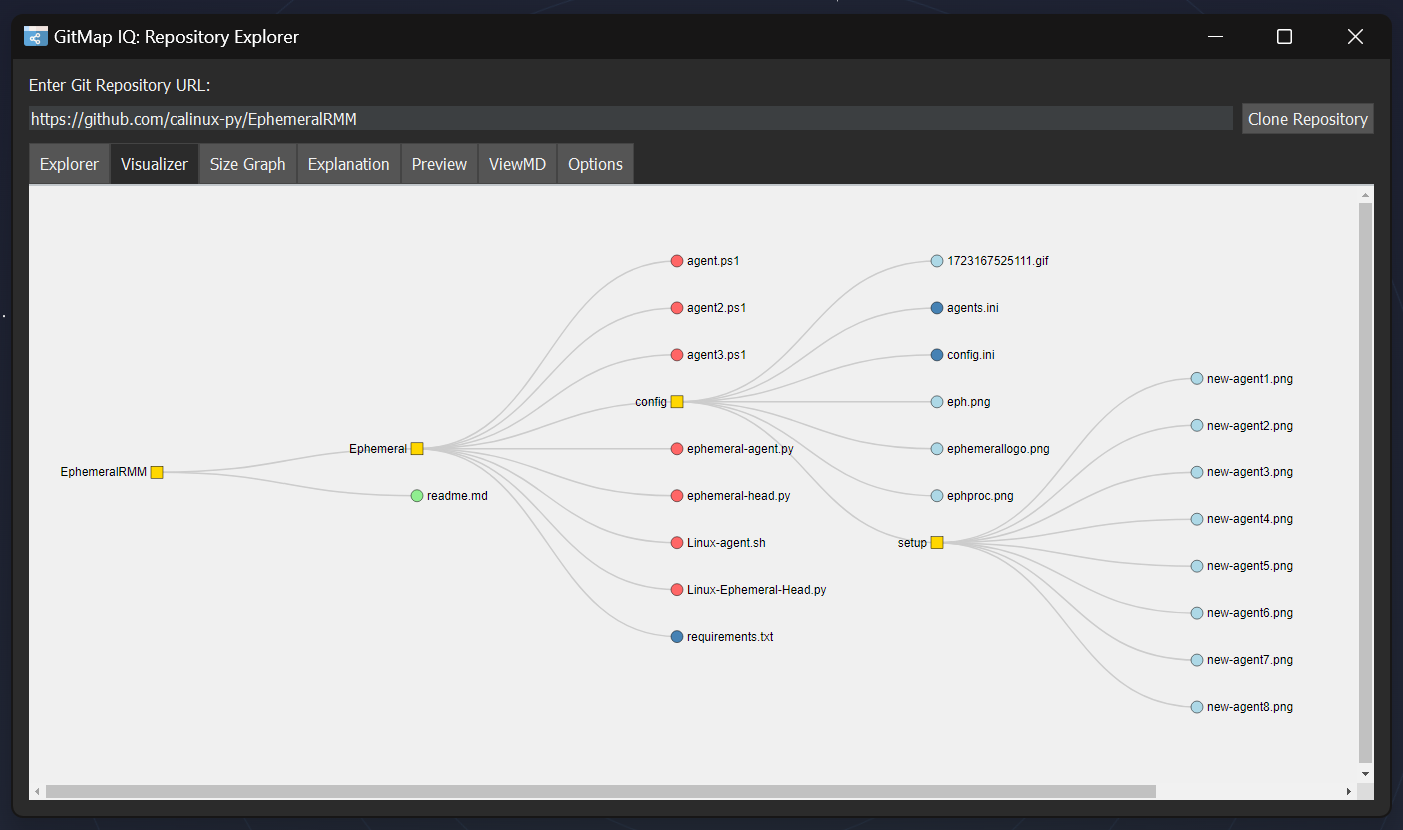 GitMap IQ: Repository Explorer
Enter Git Repository URL:
https://github.com/calinux-py/EphemeralRMM
Clone Repository
Explorer Visualizer Size Graph Explanation Preview ViewMD Options
EphemeralRMM
Ephemeral
readme.md
agent.ps1
agent2.ps1
agent3.ps1
config
ephemeral-agent.py
ephemeral-head.py
Linux-agent.sh
Linux-Ephemeral-Head.py
requirements.txt
1723167525111.gif
agents.ini
config.ini
eph.png
ephemerallogo.png
ephproc.png
setup
new-agent1.png
new-agent2.png
new-agent3.png
new-agent4.png
new-agent5.png
new-agent6.png
new-agent7.png
new-agent8.png